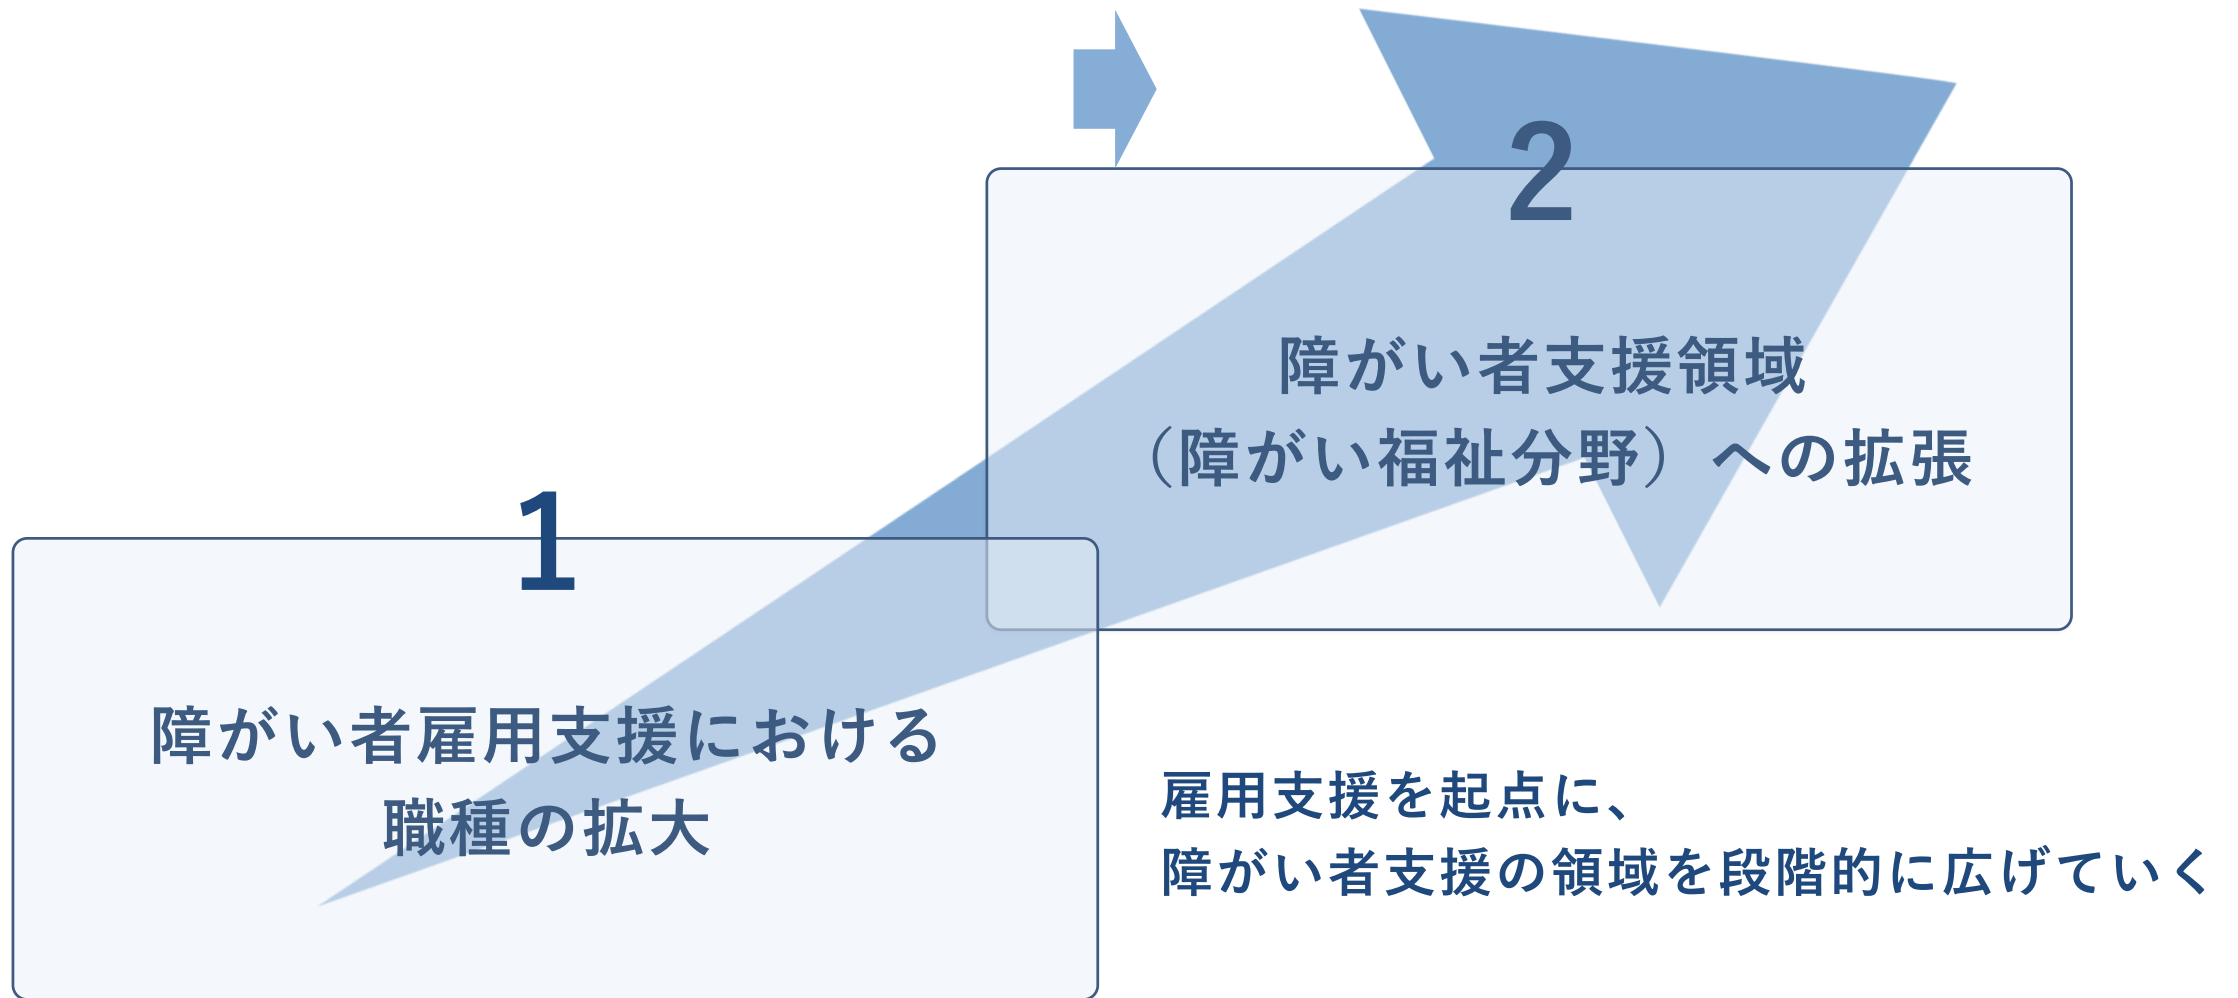 1
障がい者雇用支援における
職種の拡大
2
障がい者支援領域
（障がい福祉分野）への拡張
雇用支援を起点に、
障がい者支援の領域を段階的に広げていく